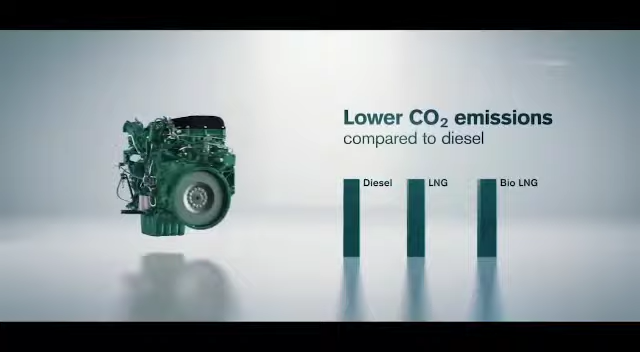 Lower CO₂ emissions
compared to diesel
Diesel
LNG
Bio LNG